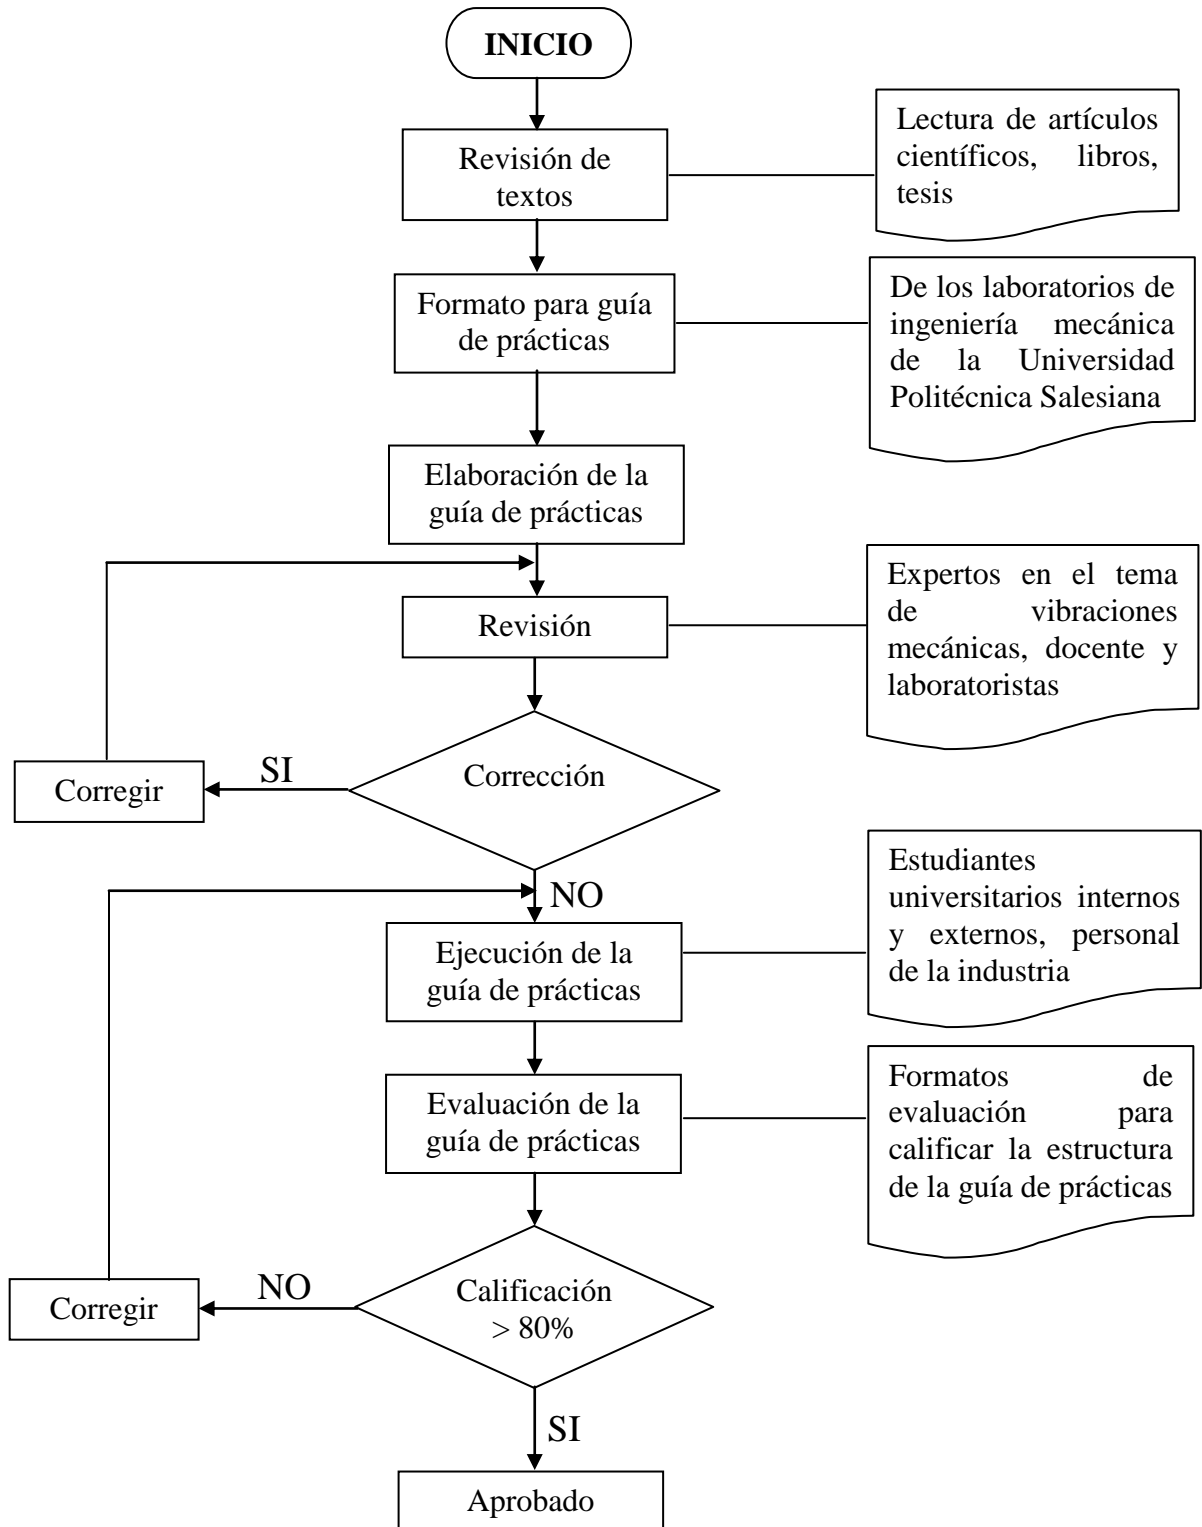 INICIO
Revisión de
textos
Lectura de artículos
científicos, libros,
tesis
Formato para guía
de prácticas
De los laboratorios de
ingeniería mecánica
de la Universidad
Politécnica Salesiana
Elaboración de la
guía de prácticas
Revisión
Expertos en el tema
de vibraciones
mecánicas, docente y
laboratoristas
Corrección
SI
Corregir
NO
Ejecución de la
guía de prácticas
Estudiantes
universitarios internos
y externos, personal
de la industria
Evaluación de la
guía de prácticas
Formatos de
evaluación para
calificar la estructura
de la guía de prácticas
Calificación
> 80%
NO
Corregir
SI
Aprobado